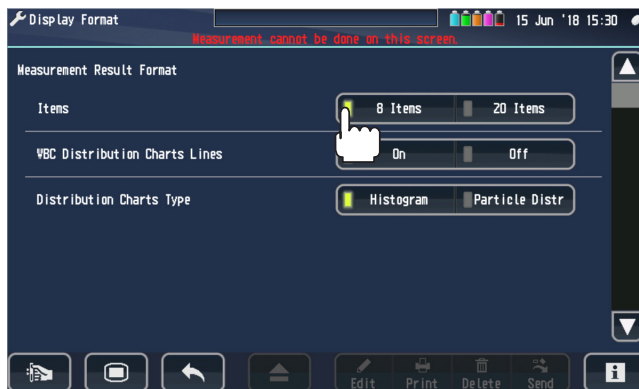 Display Format 15 Jun '18 15:30
Measurement cannot be done on this screen.
Measurement Result Format
Items 8 Items 20 Items
WBC Distribution Charts Lines On Off
Distribution Charts Type Histogram Particle Distr
Edit Print Delete Send i